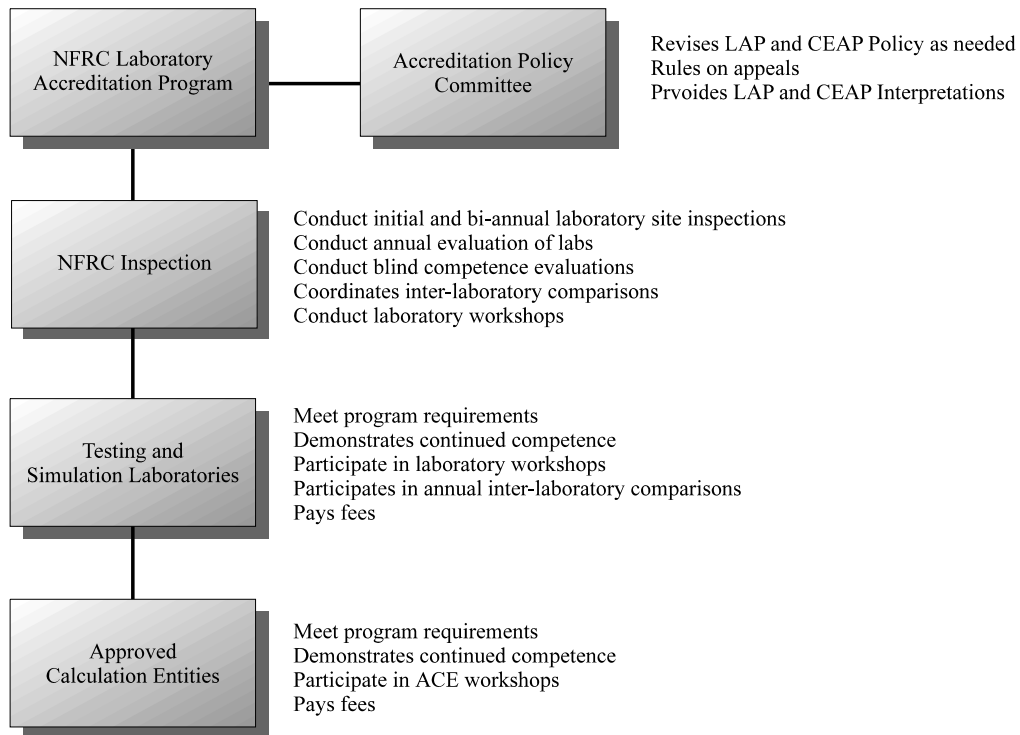 NFRC Laboratory
Accreditation Program
Accreditation Policy
Committee
Revises LAP and CEAP Policy as needed
Rules on appeals
Prvoides LAP and CEAP Interpretations
NFRC Inspection
Conduct initial and bi-annual laboratory site inspections
Conduct annual evaluation of labs
Conduct blind competence evaluations
Coordinates inter-laboratory comparisons
Conduct laboratory workshops
Testing and
Simulation Laboratories
Meet program requirements
Demonstrates continued competence
Participate in laboratory workshops
Participates in annual inter-laboratory comparisons
Pays fees
Approved
Calculation Entities
Meet program requirements
Demonstrates continued competence
Participate in ACE workshops
Pays fees